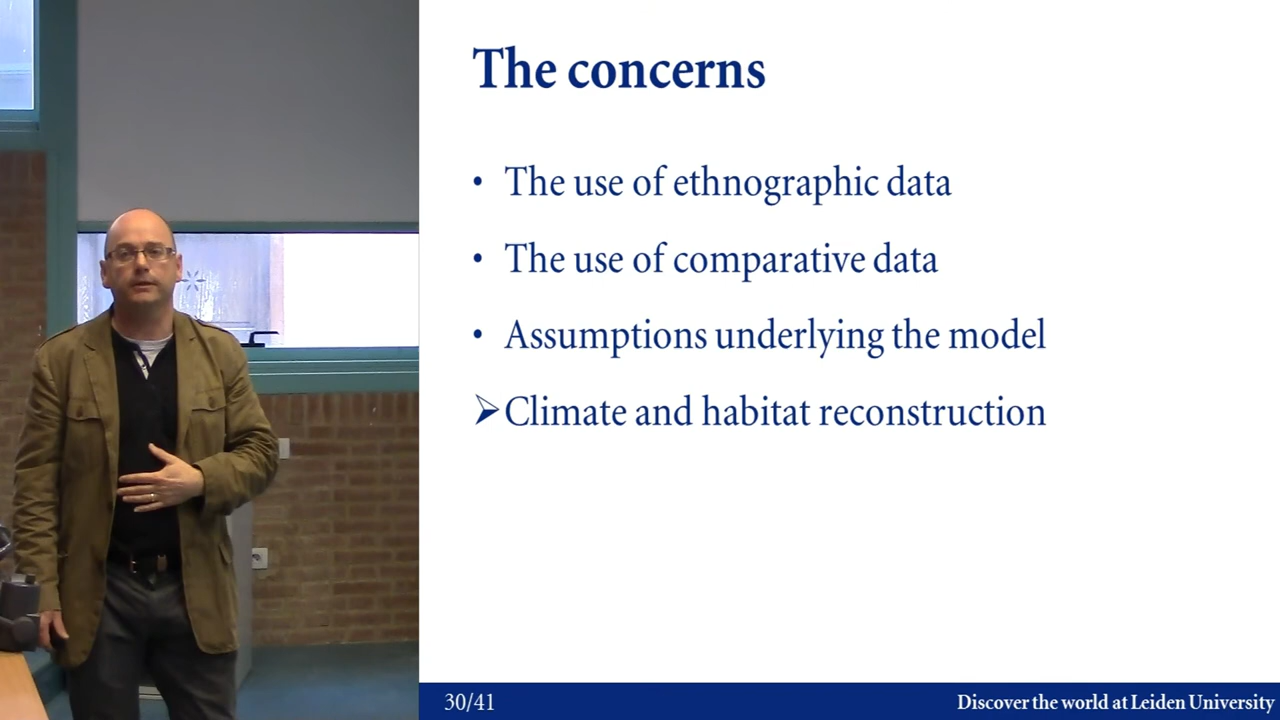 The concerns
• The use of ethnographic data
• The use of comparative data
• Assumptions underlying the model
➢ Climate and habitat reconstruction
30/41
Discover the world at Leiden University